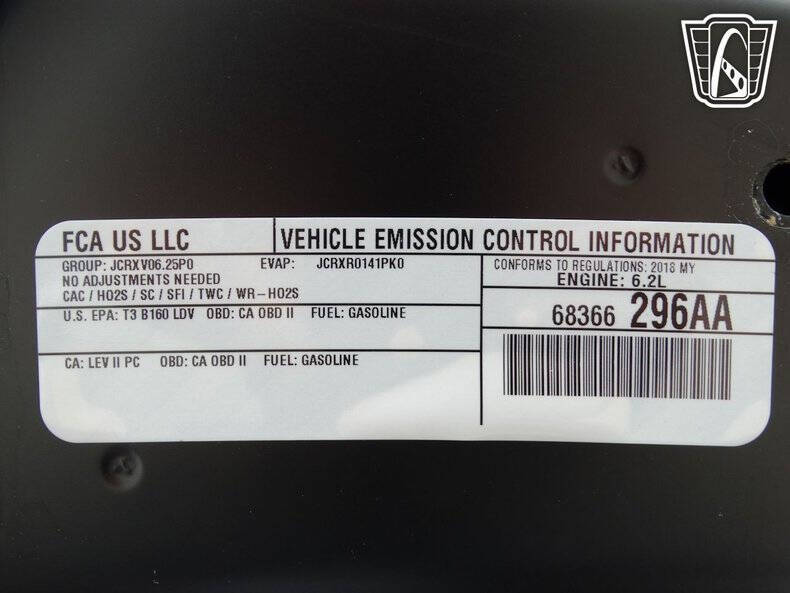 FCA US LLC
VEHICLE EMISSION CONTROL INFORMATION
GROUP: JCRXV06.25P0 EVAP: JCRXR0141PK0
NO ADJUSTMENTS NEEDED
CAC / HO2S / SC / SFI / TWC / WR-HO2S
U.S. EPA: T3 B160 LDV OBD: CA OBD II FUEL: GASOLINE
CA: LEV II PC OBD: CA OBD II FUEL: GASOLINE
CONFORMS TO REGULATIONS: 2018 MY
ENGINE: 6.2L
68366 296AA